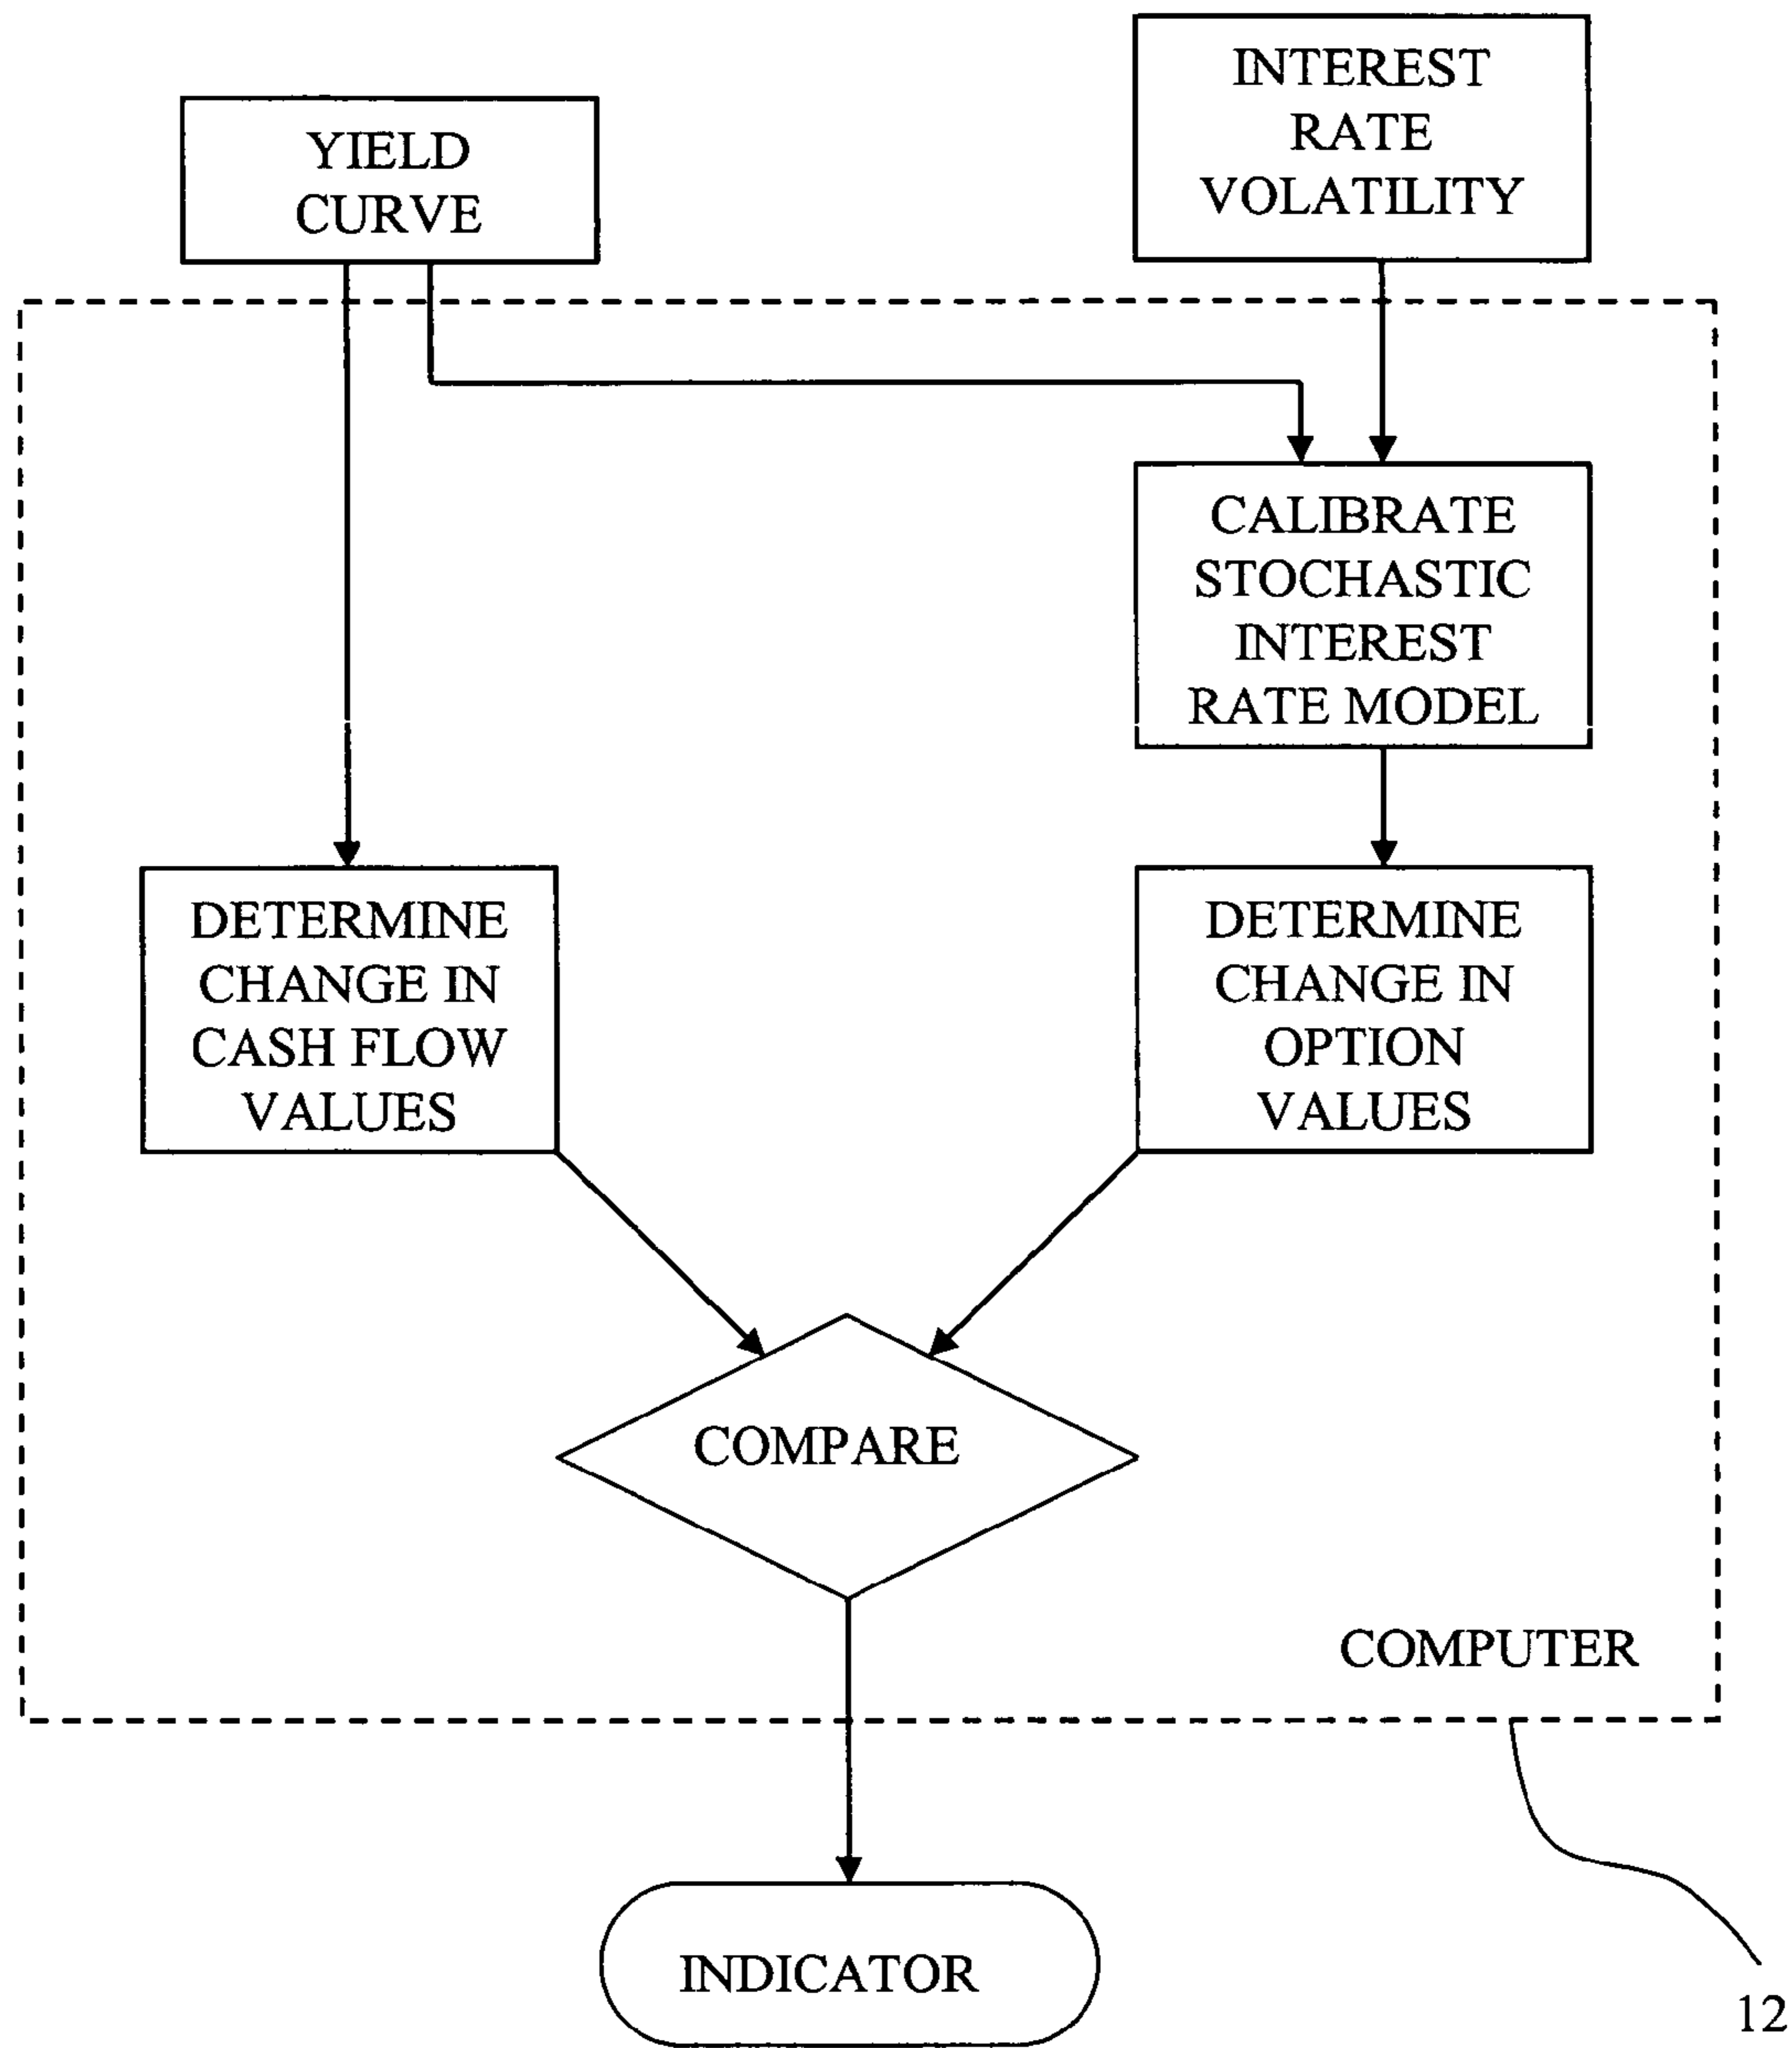 YIELD
CURVE
INTEREST
RATE
VOLATILITY
CALIBRATE
STOCHASTIC
INTEREST
RATE MODEL
DETERMINE
CHANGE IN
CASH FLOW
VALUES
DETERMINE
CHANGE IN
OPTION
VALUES
COMPARE
COMPUTER
INDICATOR
12